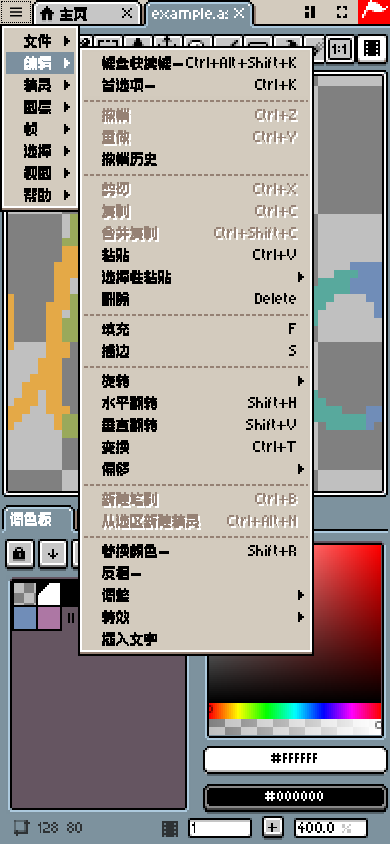 主页
example.as
文件
编辑
精灵
图层
帧
选择
视图
帮助
1:1
键盘快捷键… Ctrl+Alt+Shift+K
首选项… Ctrl+K
撤销 Ctrl+Z
重做 Ctrl+Y
撤销历史
剪切 Ctrl+X
复制 Ctrl+C
合并复制 Ctrl+Shift+C
粘贴 Ctrl+V
选择性粘贴
删除 Delete
填充 F
描边 S
旋转
水平翻转 Shift+H
垂直翻转 Shift+V
变换 Ctrl+T
偏移
新建笔刷 Ctrl+B
从选区新建精灵 Ctrl+Alt+N
替换颜色… Shift+R
反相…
调整
特效
插入文字
调色板
#FFFFFF
#000000
128 80
1
400.0 %